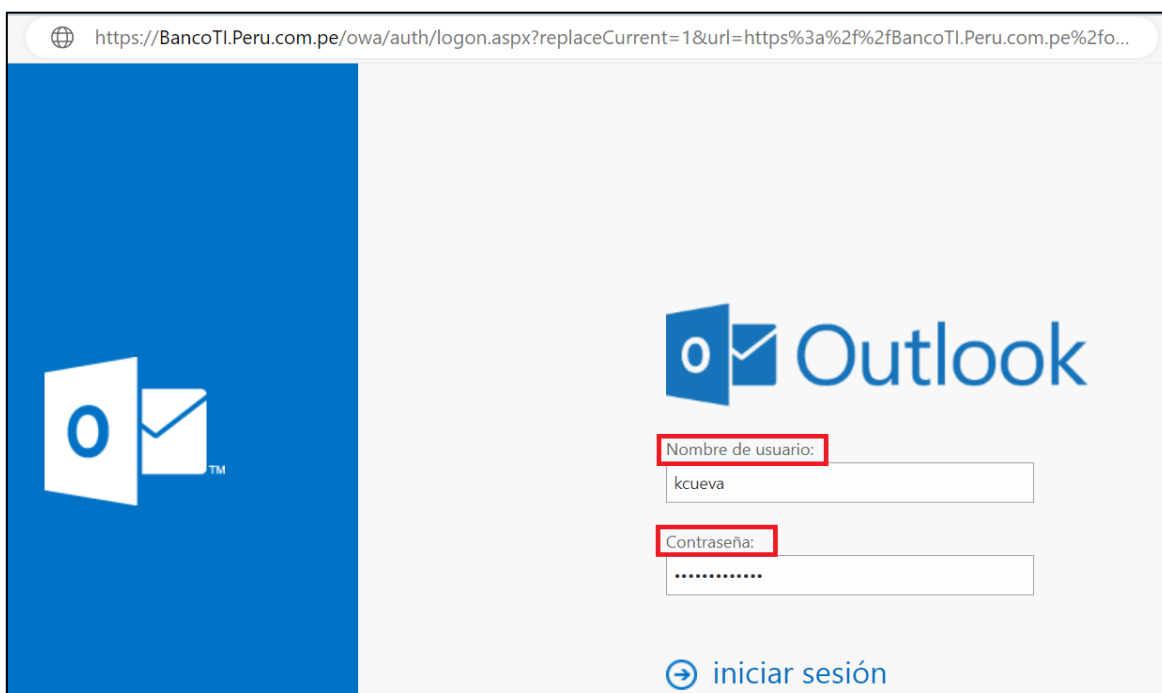 https://BancoTI.Peru.com.pe/owa/auth/logon.aspx?replaceCurrent=1&url=https%3a%2f%2fBancoTI.Peru.com.pe%2fo...
O
TM
O Outlook
Nombre de usuario:
kcueva
Contraseña:
•••••••••••••
iniciar sesión